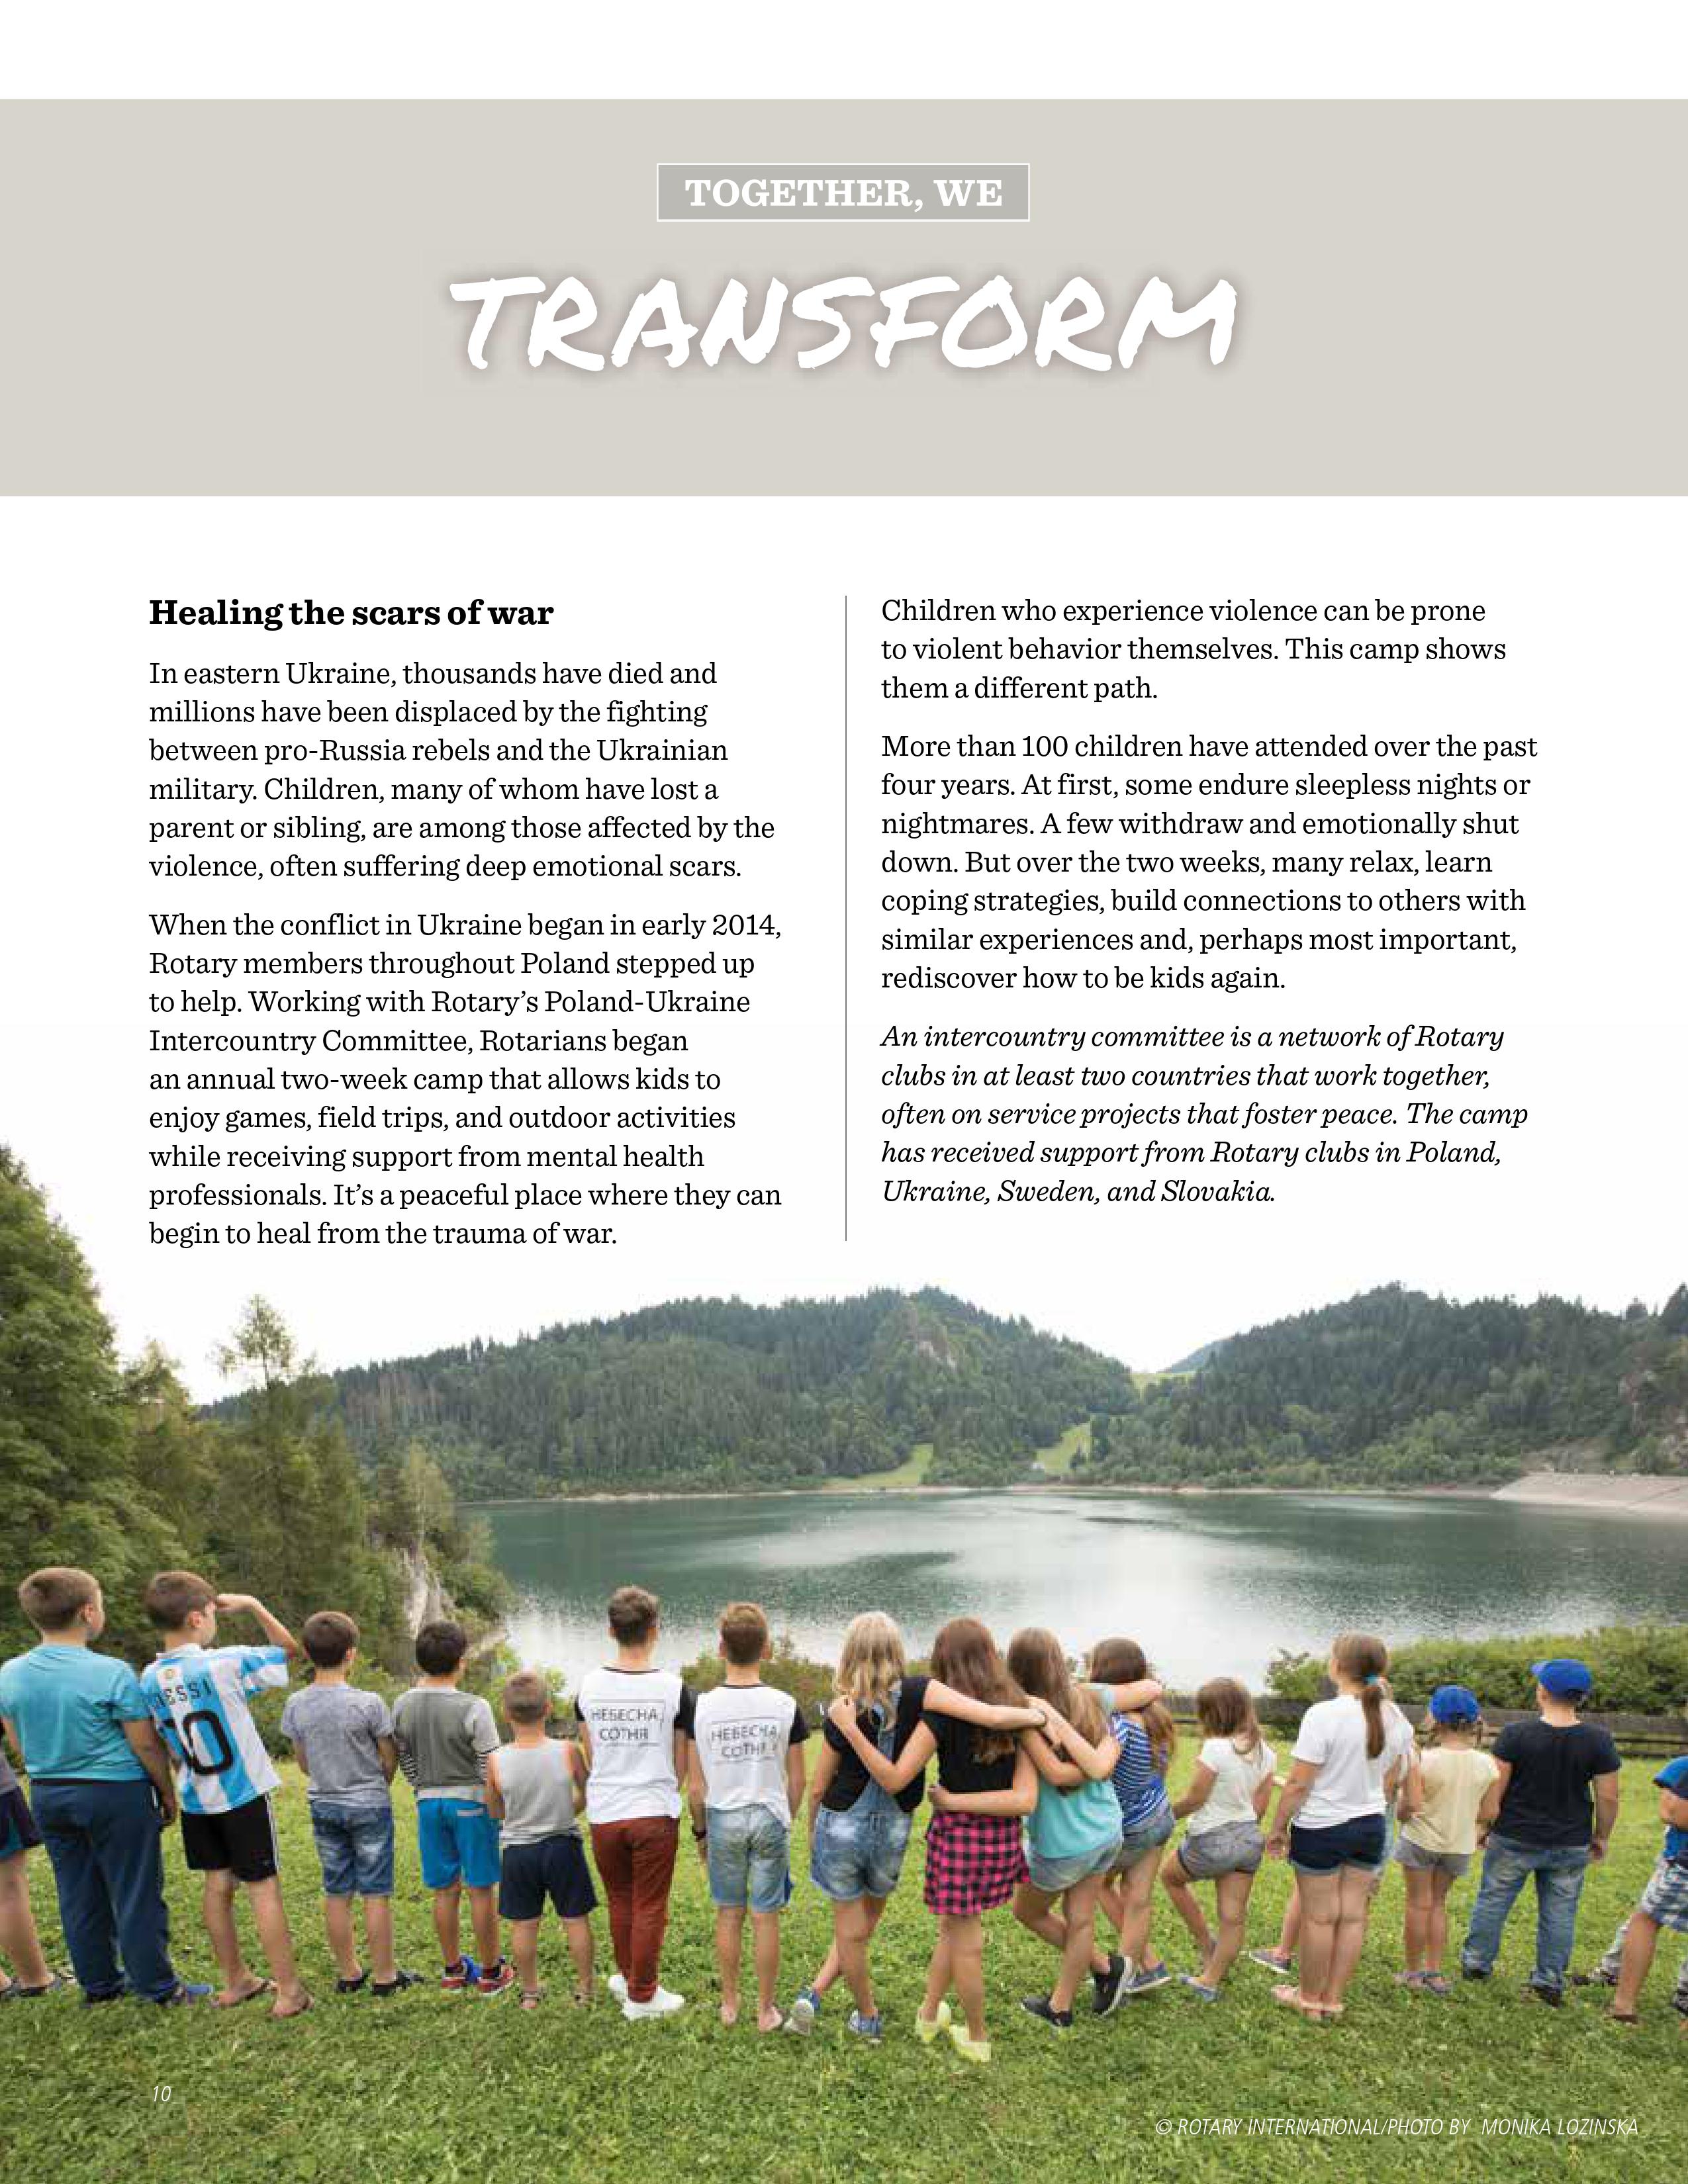 TOGETHER, WE
TRANSFORM
Healing the scars of war
In eastern Ukraine, thousands have died and
millions have been displaced by the fighting
between pro-Russia rebels and the Ukrainian
military. Children, many of whom have lost a
parent or sibling, are among those affected by the
violence, often suffering deep emotional scars.
When the conflict in Ukraine began in early 2014,
Rotary members throughout Poland stepped up
to help. Working with Rotary’s Poland-Ukraine
Intercountry Committee, Rotarians began
an annual two-week camp that allows kids to
enjoy games, field trips, and outdoor activities
while receiving support from mental health
professionals. It’s a peaceful place where they can
begin to heal from the trauma of war.
Children who experience violence can be prone
to violent behavior themselves. This camp shows
them a different path.
More than 100 children have attended over the past
four years. At first, some endure sleepless nights or
nightmares. A few withdraw and emotionally shut
down. But over the two weeks, many relax, learn
coping strategies, build connections to others with
similar experiences and, perhaps most important,
rediscover how to be kids again.
An intercountry committee is a network of Rotary
clubs in at least two countries that work together,
often on service projects that foster peace. The camp
has received support from Rotary clubs in Poland,
Ukraine, Sweden, and Slovakia.
MESSI
10
НЕБЕСНА
СОТНЯ
НЕБЕСНА
СОТНЯ
10
© ROTARY INTERNATIONAL/PHOTO BY MONIKA LOZINSKA